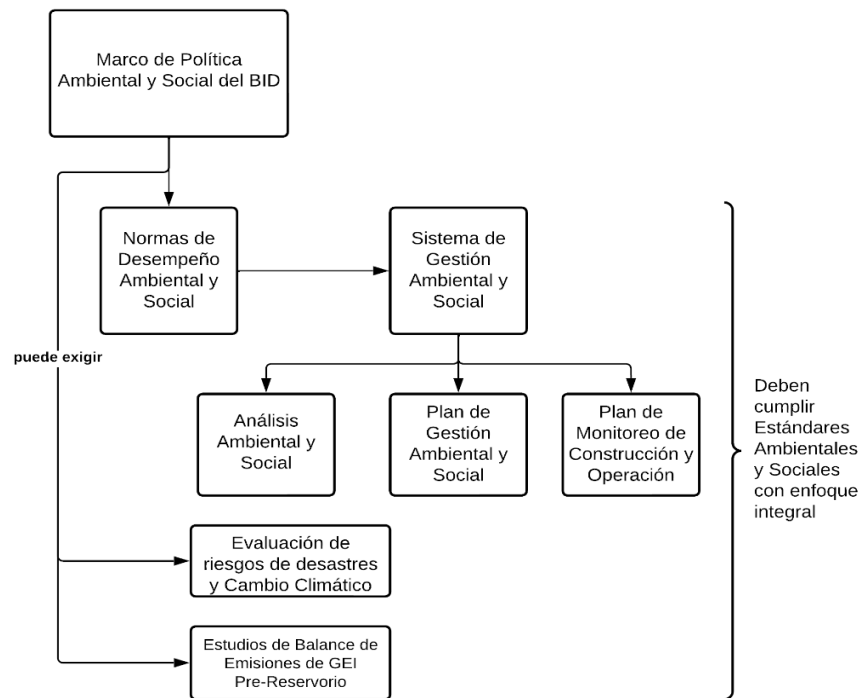 Marco de Política
Ambiental y Social del BID
Normas de
Desempeño
Ambiental y
Social
Sistema de
Gestión
Ambiental y
Social
puede exigir
Análisis
Ambiental y
Social
Plan de
Gestión
Ambiental y
Social
Plan de
Monitoreo de
Construcción y
Operación
Deben
cumplir
Estándares
Ambientales
y Sociales
con enfoque
integral
Evaluación de
riesgos de desastres
y Cambio Climático
Estudios de Balance de
Emisiones de GEI
Pre-Reservorio